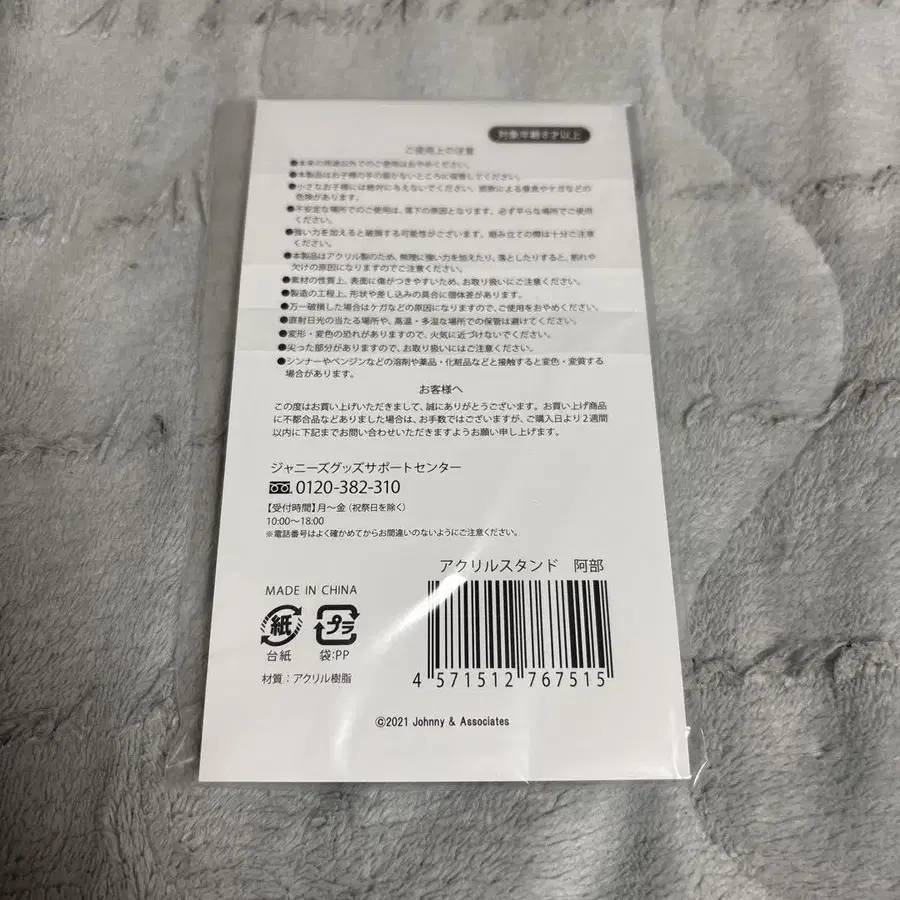 対象年齢6才以上
ご使用上の注意
●本来の用途以外でのご使用はおやめください。
●本製品はお子様の手の届かないところに保管してください。
●小さなお子様には絶対に与えないでください。誤飲による窒息やケガなどの
危険があります。
●不安定な場所でのご使用は、落下の原因となります。必ず平らな場所でご使用
ください。
●強い力を加えると破損する可能性がございます。組み立ての際は十分ご注意
ください。
●本製品はアクリル製のため、無理に強い力を加えたり、落としたりすると、割れや
欠けの原因になりますのでご注意ください。
●素材の性質上、表面に傷がつきやすいため、お取り扱いにご注意ください。
●製造の工程上、形状や差し込みの具合に個体差があります。
●万一破損した場合はケガなどの原因になりますので、ご使用をおやめください。
●直射日光の当たる場所や、高温・多湿な場所での保管は避けてください。
●変形・変色の恐れがありますので、火気に近づけないでください。
●尖った部分がありますので、お取り扱いにはご注意ください。
●シンナーやベンジンなどの溶剤や薬品・化粧品などと接触すると変色・変質する
場合があります。
お客様へ
この度はお買い上げいただきまして、誠にありがとうございます。お買い上げ商品
に不都合品などありました場合は、お手数ではございますが、ご購入日より2週間
以内に下記までお問い合わせいただきますようお願い申し上げます。
ジャニーズグッズサポートセンター
0120-382-310
【受付時間】月〜金（祝祭日を除く）
10:00〜18:00
※電話番号はよく確かめてからお間違いのないようにご注意ください。
アクリルスタンド 阿部
MADE IN CHINA
紙
プラ
台紙
袋:PP
材質：アクリル樹脂
4 571512 767515
©2021 Johnny & Associates